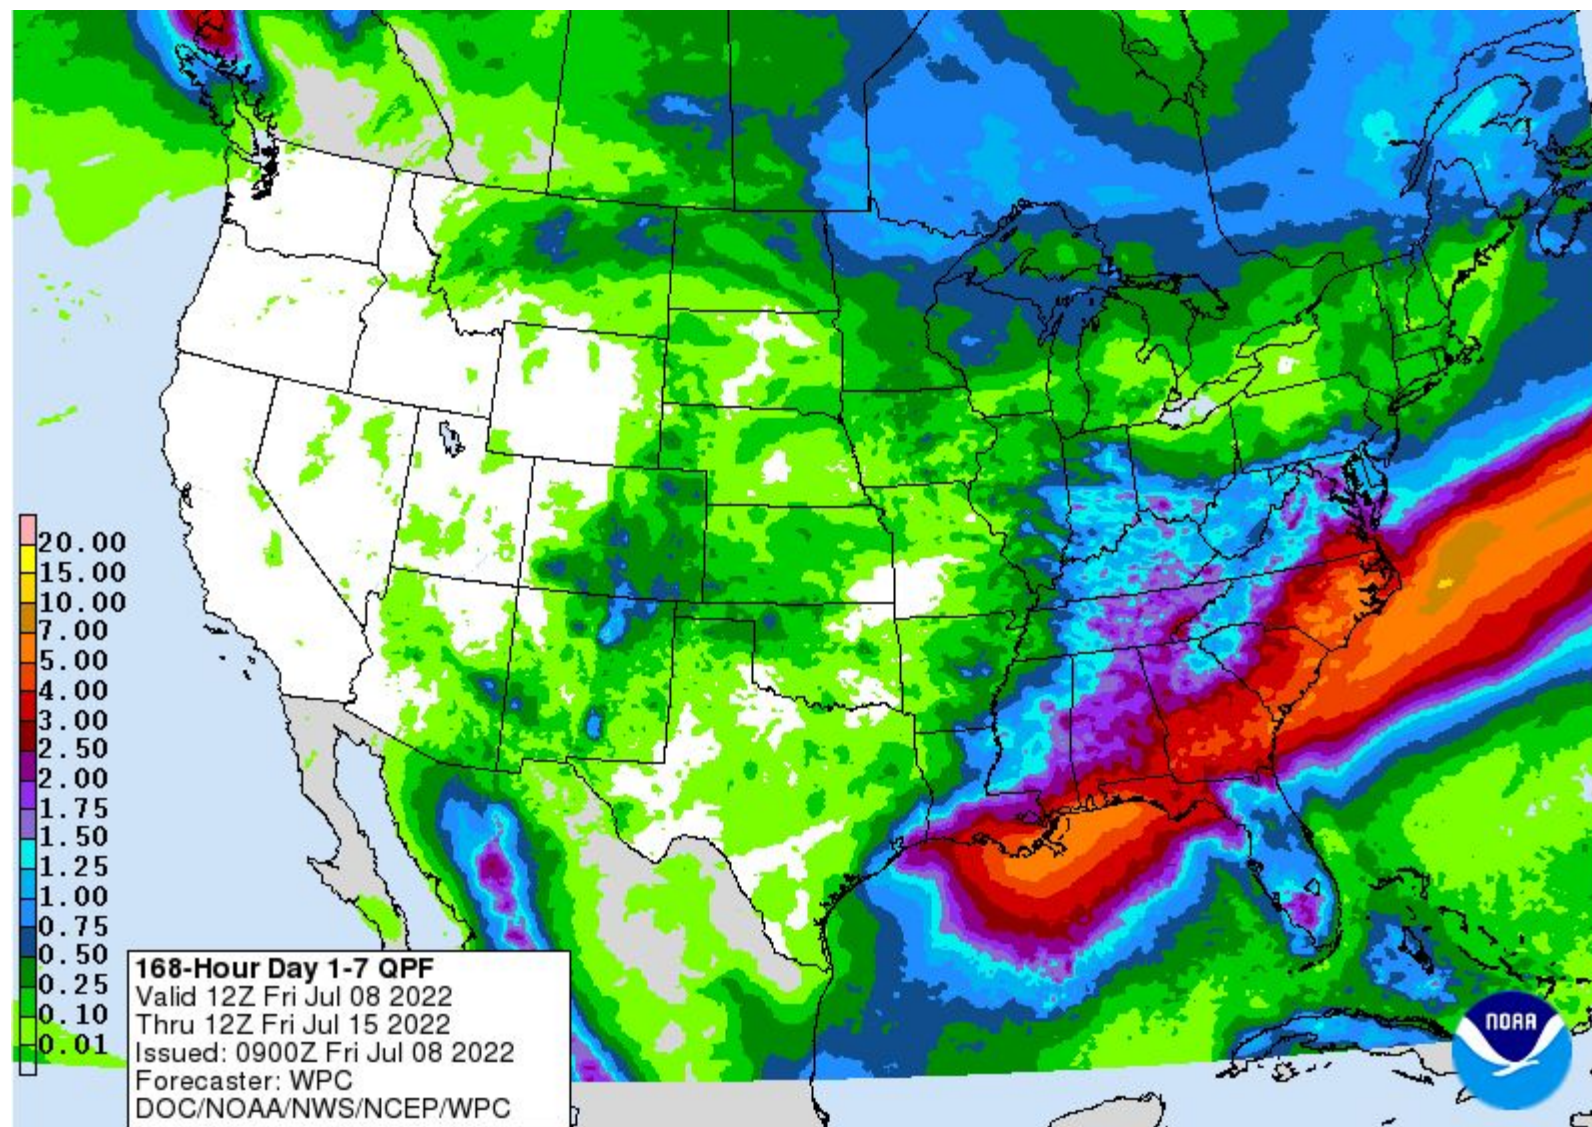 20.00
15.00
10.00
7.00
5.00
4.00
3.00
2.50
2.00
1.75
1.50
1.25
1.00
0.75
0.50
0.25
0.10
0.01
168-Hour Day 1-7 QPF
Valid 12Z Fri Jul 08 2022
Thru 12Z Fri Jul 15 2022
Issued: 0900Z Fri Jul 08 2022
Forecaster: WPC
DOC/NOAA/NWS/NCEP/WPC
NOAA